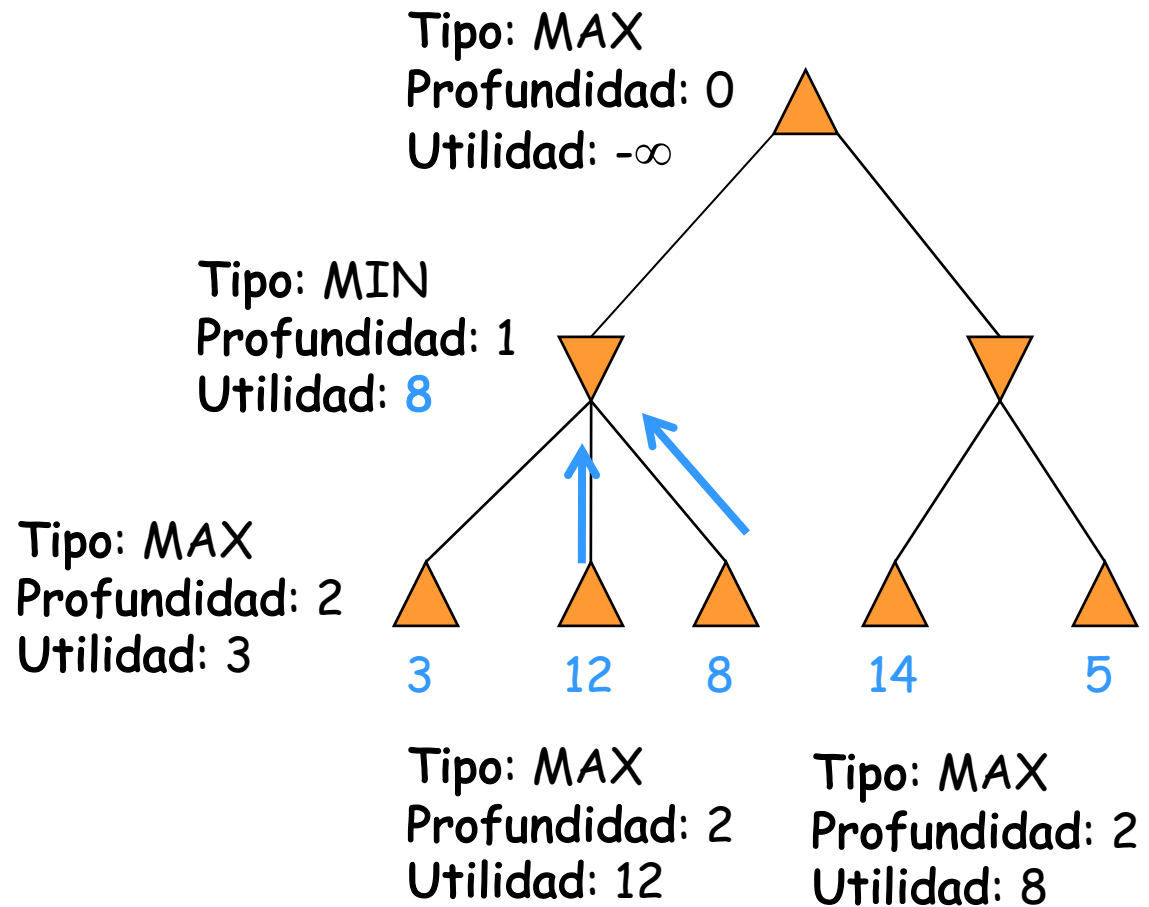 Tipo: MAX
Profundidad: 0
Utilidad: -∞
Tipo: MIN
Profundidad: 1
Utilidad: 8
Tipo: MAX
Profundidad: 2
Utilidad: 3
3 12 8 14 5
Tipo: MAX
Profundidad: 2
Utilidad: 12
Tipo: MAX
Profundidad: 2
Utilidad: 8